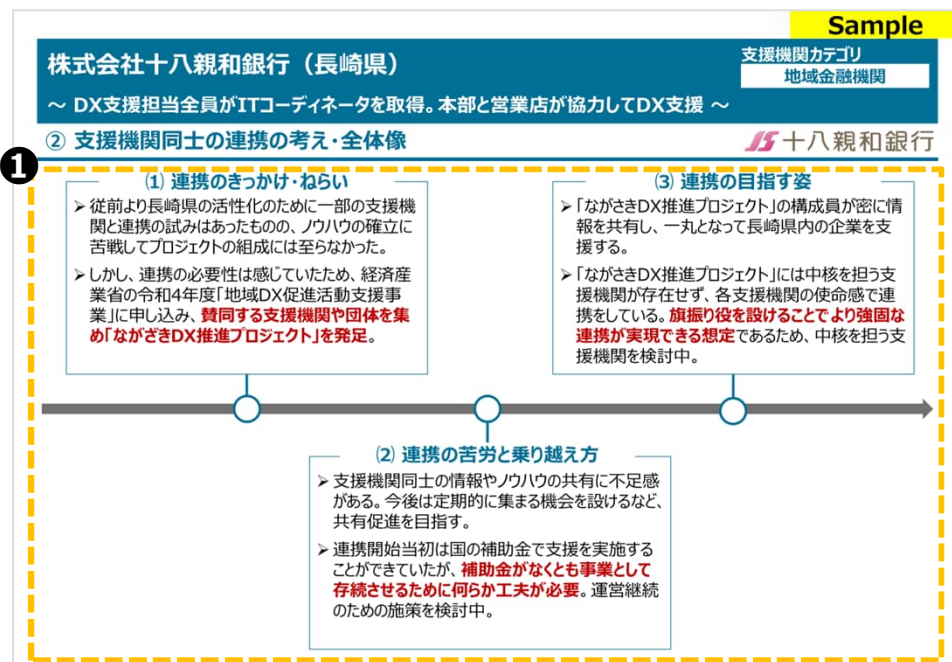 Sample
株式会社十八親和銀行（長崎県）
支援機関カテゴリ
地域金融機関
～ DX支援担当全員がITコーディネータを取得。本部と営業店が協力してDX支援 ～
② 支援機関同士の連携の考え・全体像
十八親和銀行
1
⑴ 連携のきっかけ・ねらい
➢ 従前より長崎県の活性化のために一部の支援機
関と連携の試みはあったものの、ノウハウの確立に
苦戦してプロジェクトの組成には至らなかった。
➢ しかし、連携の必要性は感じていたため、経済産
業省の令和4年度「地域DX促進活動支援事
業」に申し込み、賛同する支援機関や団体を集
め「ながざきDX推進プロジェクト」を発足。
⑶ 連携の目指す姿
➢ 「ながさきDX推進プロジェクト」の構成員が密に情
報を共有し、一丸となって長崎県内の企業を支
援する。
➢ 「ながさきDX推進プロジェクト」には中核を担う支
援機関が存在せず、各支援機関の使命感で連
携をしている。旗振り役を設けることでより強固な
連携が実現できる想定であるため、中核を担う支
援機関を検討中。
⑵ 連携の苦労と乗り越え方
➢ 支援機関同士の情報やノウハウの共有に不足感
がある。今後は定期的に集まる機会を設けるなど、
共有促進を目指す。
➢ 連携開始当初は国の補助金で支援を実施する
ことができていたが、補助金がなくとも事業として
存続させるために何らか工夫が必要。運営継続
のための施策を検討中。